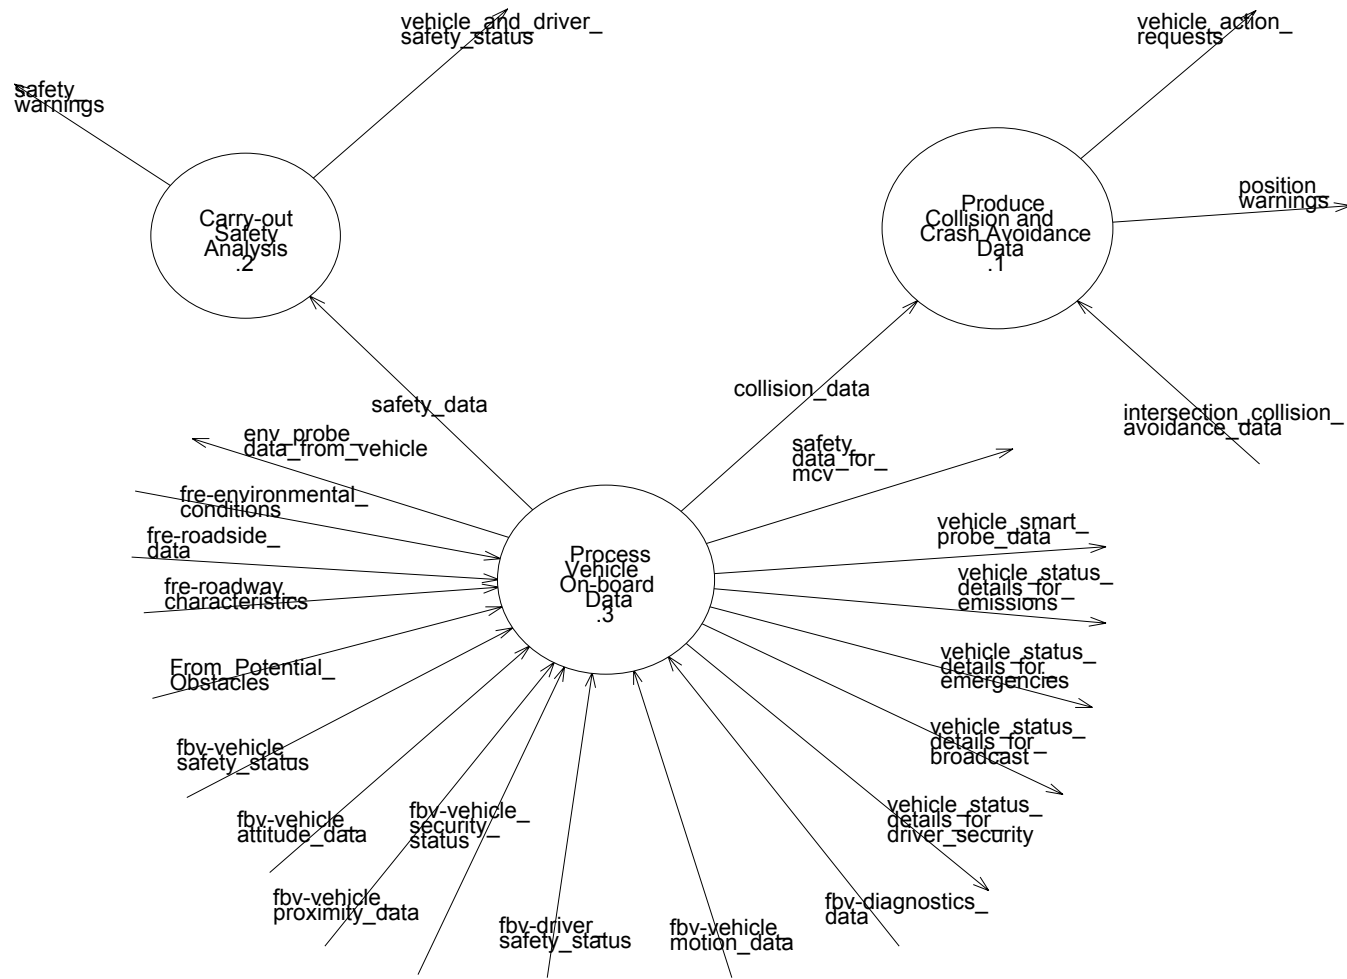 vehicle_and_driver_
safety_status
vehicle_action_
requests
safety_
warnings
position_
warnings
Carry-out
Safety
Analysis
.2
Produce
Collision and
Crash Avoidance
Data
.1
safety_data
collision_data
intersection_collision_
avoidance_data
env_probe_
data_from_vehicle
safety_
data_for_
mcv
fre-environmental_
conditions
fre-roadside_
data
fre-roadway_
characteristics
From_Potential_
Obstacles
Process
Vehicle
On-board
Data
.3
vehicle_smart_
probe_data
vehicle_status_
details_for_
emissions
vehicle_status_
details_for_
emergencies
vehicle_status_
details_for_
broadcast
vehicle_status_
details_for_
driver_security
fbv-vehicle_
safety_status
fbv-vehicle_
attitude_data
fbv-vehicle_
security_
status
fbv-vehicle_
proximity_data
fbv-driver_
safety_status
fbv-vehicle_
motion_data
fbv-diagnostics_
data